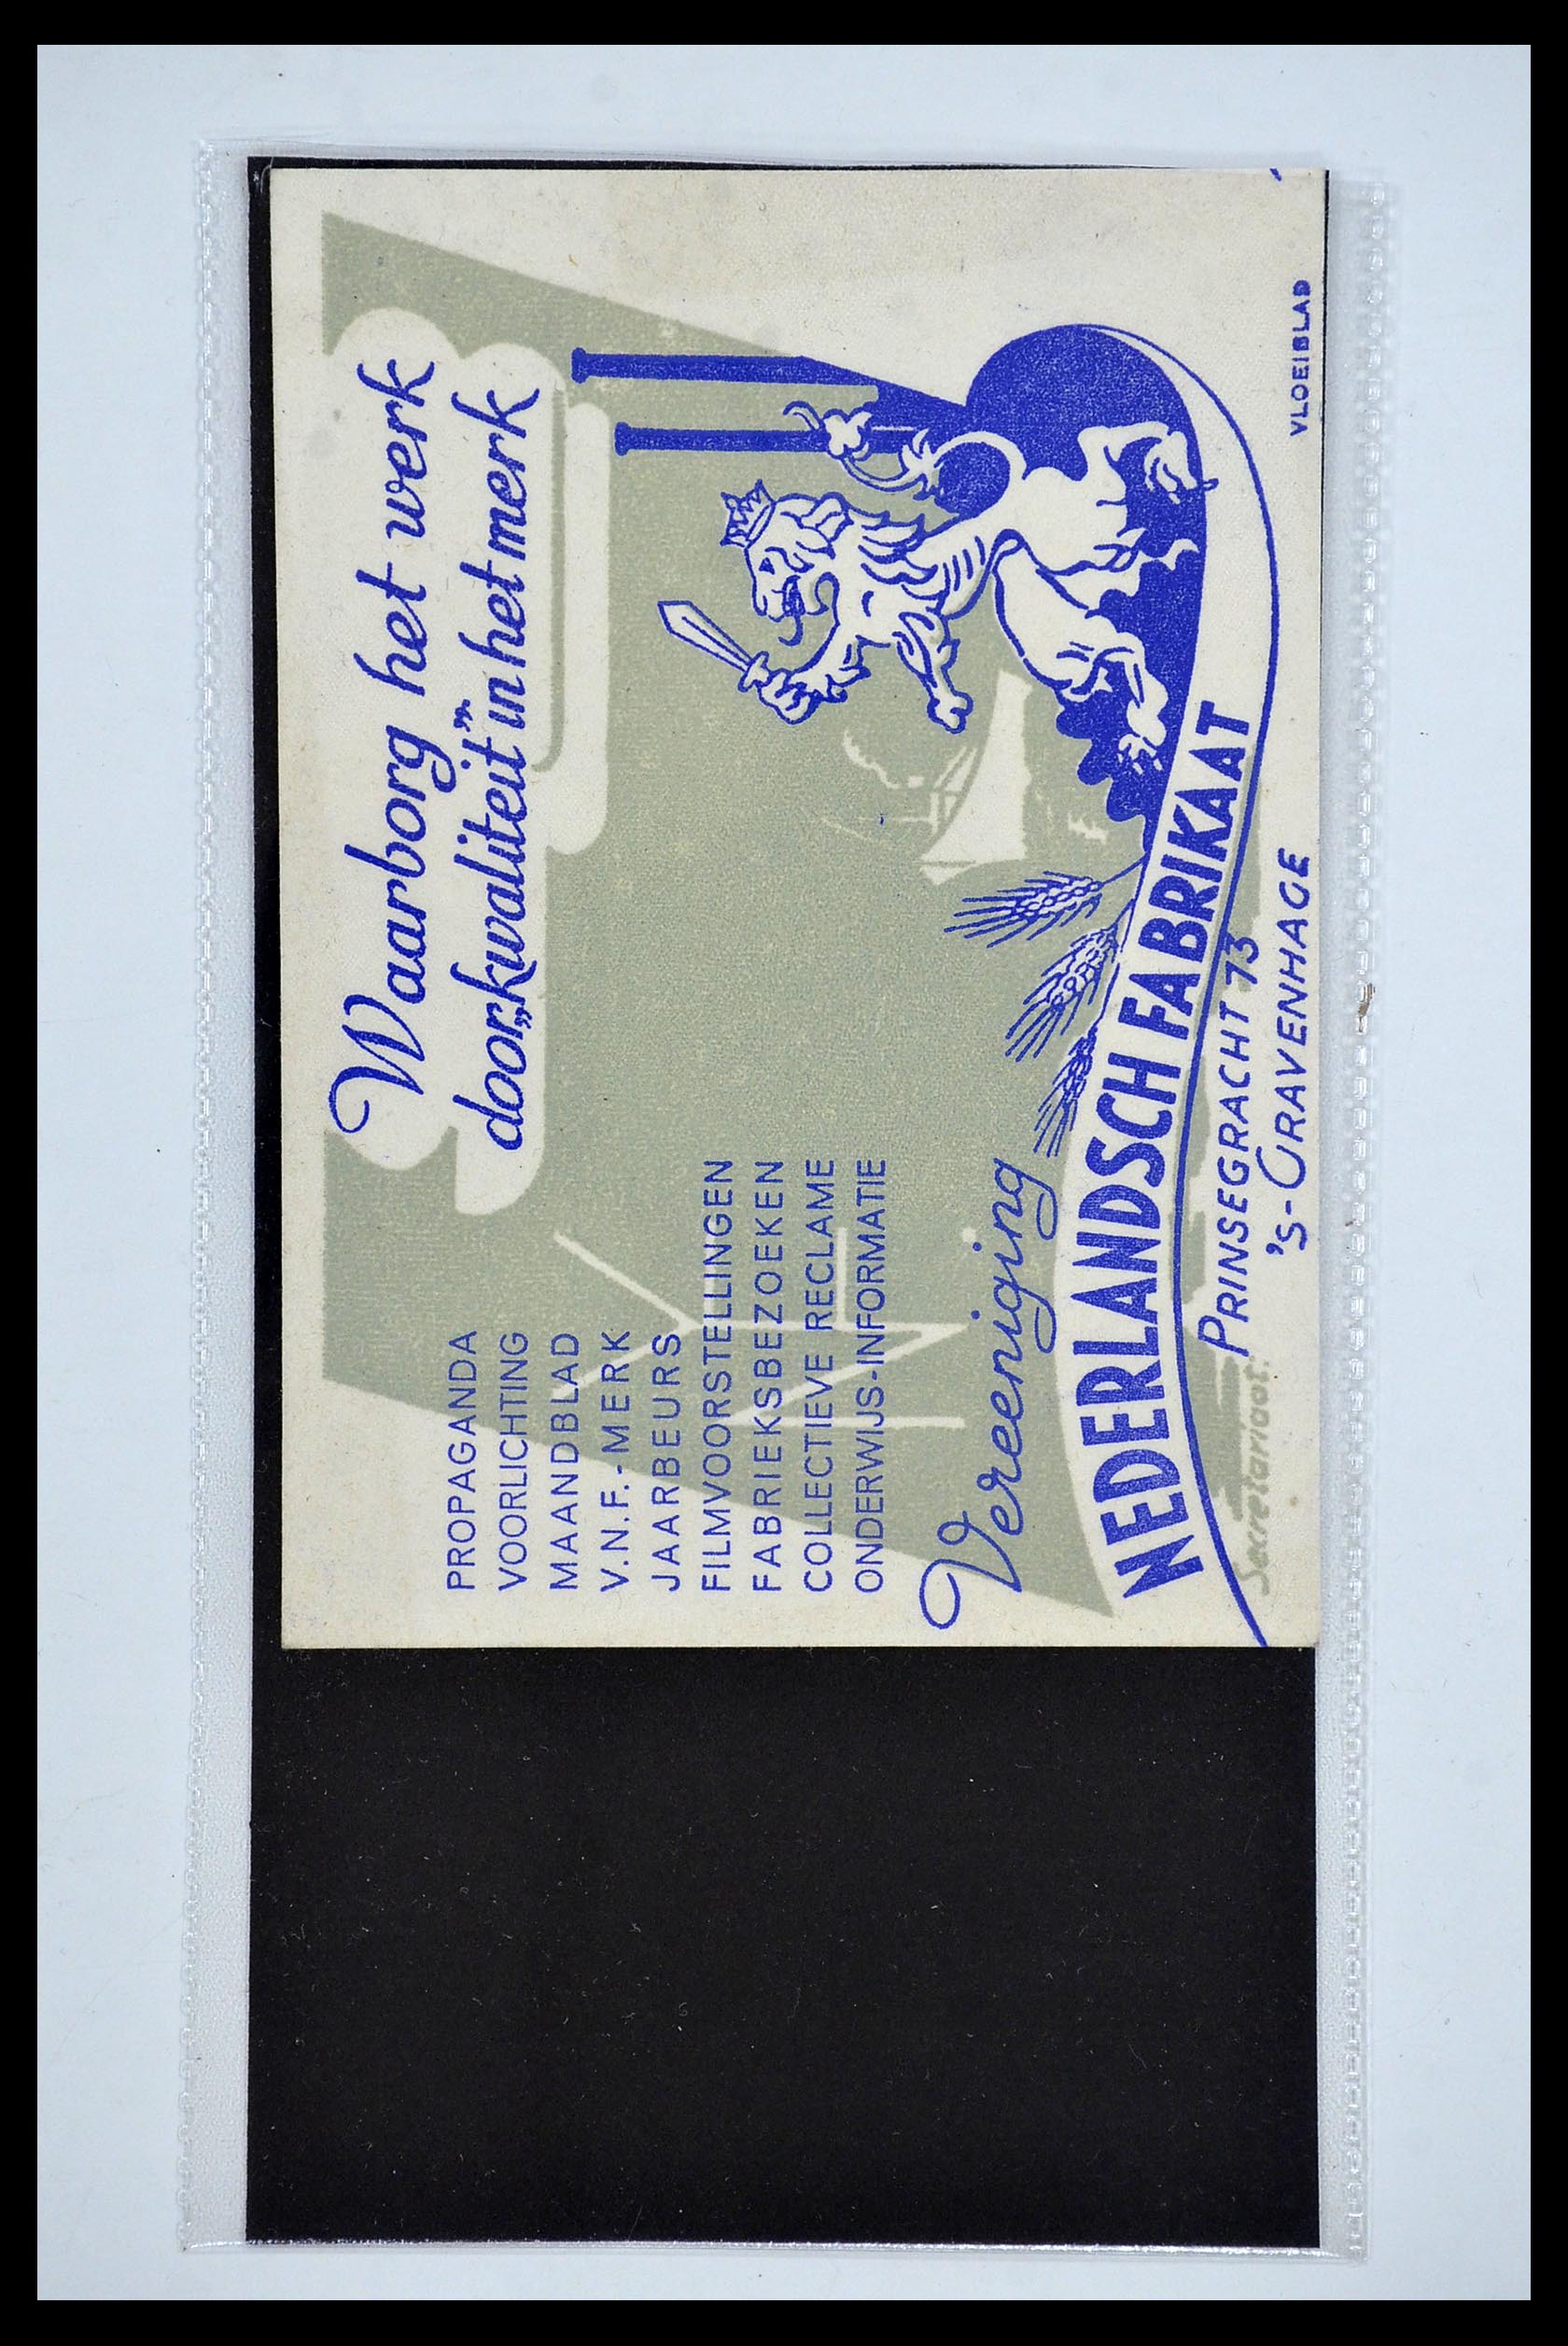 Waarborg het werk
door „kwaliteit” in het merk
PROPAGANDA
VOORLICHTING
MAANDBLAD
V.N.F.-MERK
JAARBEURS
FILMVOORSTELLINGEN
FABRIEKSBEZOEKEN
COLLECTIEVE RECLAME
ONDERWIJS-INFORMATIE
Vereeniging
NEDERLANDSCH FABRIKAAT
Secretariaat:
PRINSEGRACHT 73
's-GRAVENHAGE
VLOEIBLAD